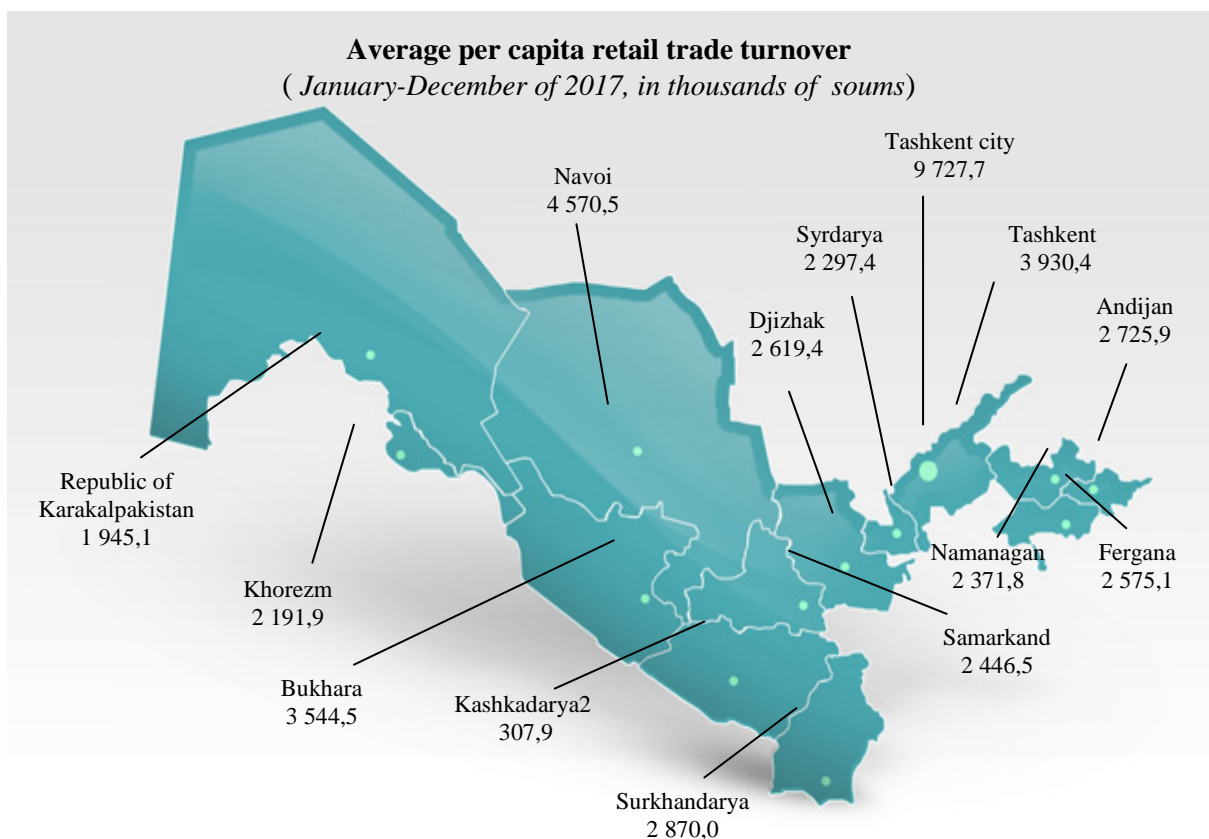 Average per capita retail trade turnover
( January-December of 2017, in thousands of soums)
Tashkent city
9 727,7
Navoi
4 570,5
Syrdarya
2 297,4
Tashkent
3 930,4
Djizhak
2 619,4
Andijan
2 725,9
Republic of
Karakalpakistan
1 945,1
Namanagan
2 371,8
Fergana
2 575,1
Khorezm
2 191,9
Samarkand
2 446,5
Bukhara
3 544,5
Kashkadarya2
307,9
Surkhandarya
2 870,0